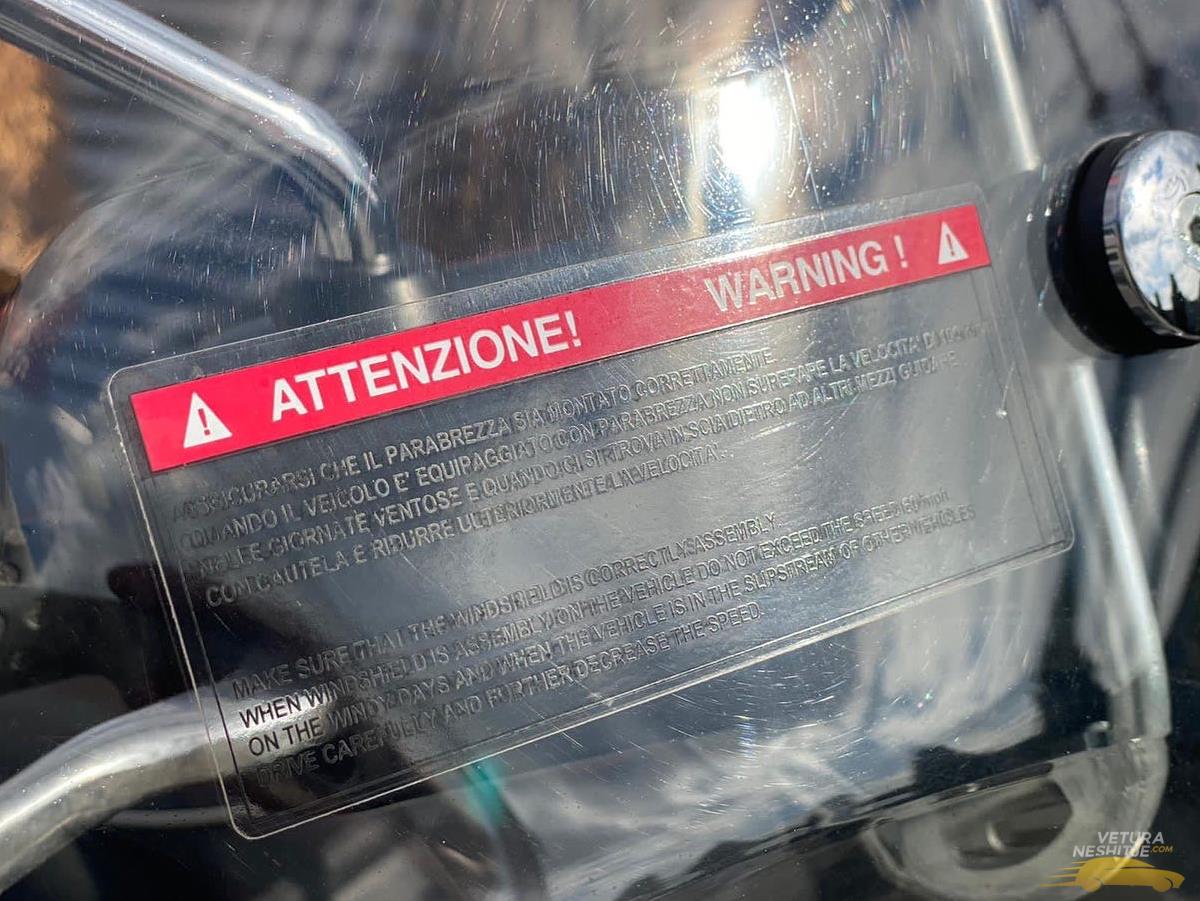 ATTENZIONE! WARNING !
ASSICURARSI CHE IL PARABREZZA SIA MONTATO CORRETTAMENTE.
QUANDO IL VEICOLO E' EQUIPAGGIATO CON PARABREZZA NON SUPERARE LA VELOCITA' DI
NELLE GIORNATE VENTOSE E QUANDO CI SI TROVA IN SCIA DIETRO AD ALTRI MEZZI GUIDARE
CON CAUTELA E RIDURRE ULTERIORMENTE LA VELOCITA'.
MAKE SURE THAT THE WINDSHIELD IS CORRECTLY ASSEMBLY
WHEN WINDSHIELD IS ASSEMBLY ON THE VEHICLE DO NOT EXCEED THE SPEED 60 mph
ON THE WINDY DAYS AND WHEN THE VEHICLE IS IN THE SLIPSTREAM OF OTHER VEHICLES
DRIVE CAREFULLY AND FURTHER DECREASE THE SPEED.
VETURA
NESHITJE.COM